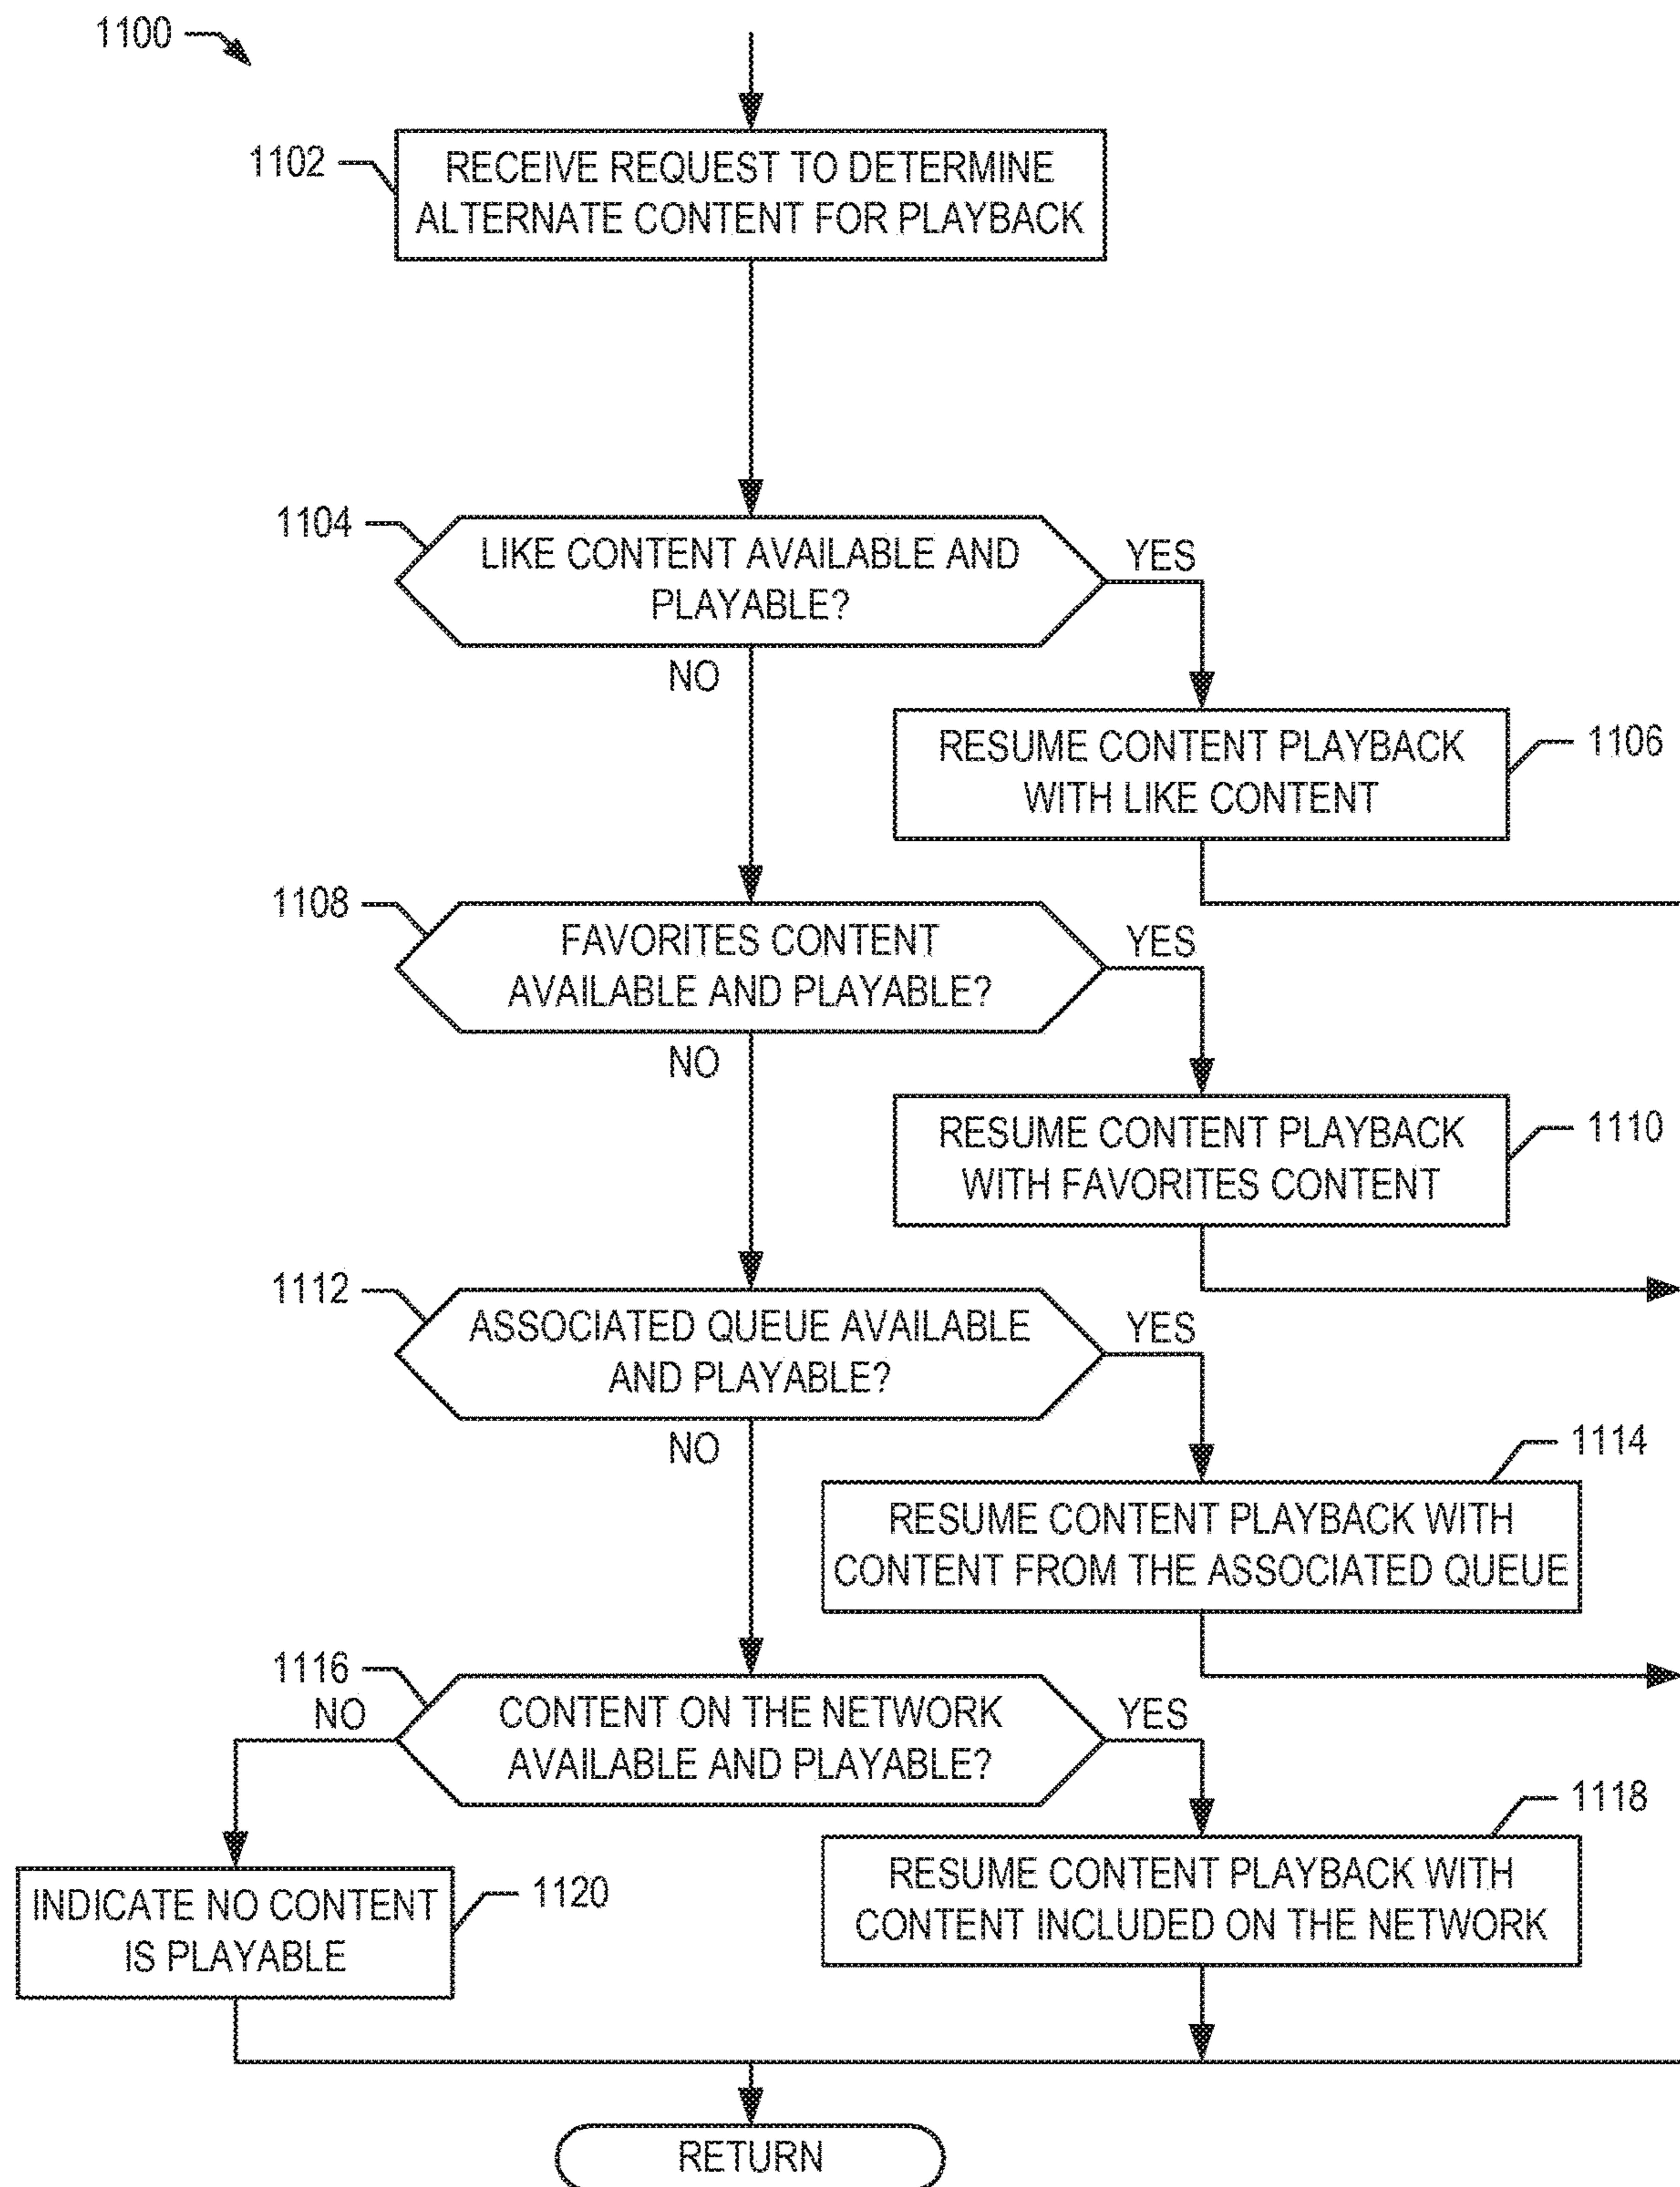 1100
1102
RECEIVE REQUEST TO DETERMINE
ALTERNATE CONTENT FOR PLAYBACK
1104
LIKE CONTENT AVAILABLE AND
PLAYABLE?
YES
NO
RESUME CONTENT PLAYBACK
WITH LIKE CONTENT
1106
1108
FAVORITES CONTENT
AVAILABLE AND PLAYABLE?
YES
NO
RESUME CONTENT PLAYBACK
WITH FAVORITES CONTENT
1110
1112
ASSOCIATED QUEUE AVAILABLE
AND PLAYABLE?
YES
NO
1114
RESUME CONTENT PLAYBACK WITH
CONTENT FROM THE ASSOCIATED QUEUE
1116
NO
CONTENT ON THE NETWORK
AVAILABLE AND PLAYABLE?
YES
1118
RESUME CONTENT PLAYBACK WITH
CONTENT INCLUDED ON THE NETWORK
INDICATE NO CONTENT
IS PLAYABLE
1120
RETURN